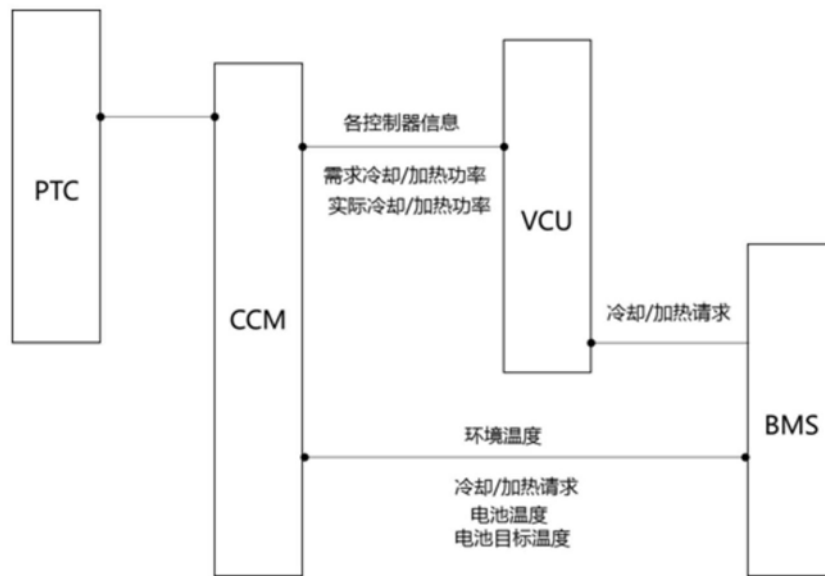 各控制器信息
需求冷却/加热功率
实际冷却/加热功率
PTC
VCU
CCM
冷却/加热请求
BMS
环境温度
冷却/加热请求
电池温度
电池目标温度